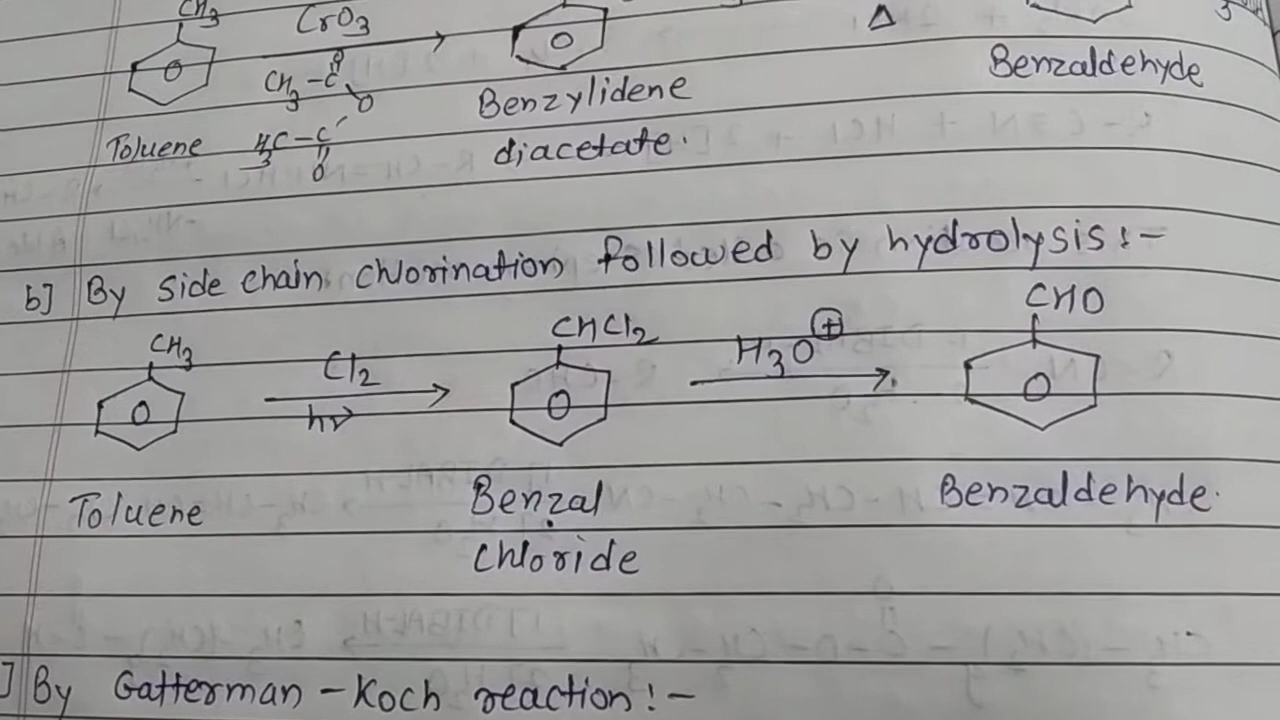 CH3 CrO3
O O Δ 3
CH3-C Benzylidene Benzaldehyde
O
Toluene H3C-C diacetate.
O
b] By side chain chlorination followed by hydrolysis:-
CH3 Cl2 CHCl2 H3O+ CHO
O hν O O
Toluene Benzal Benzaldehyde.
chloride
] By Gatterman-Koch reaction:-